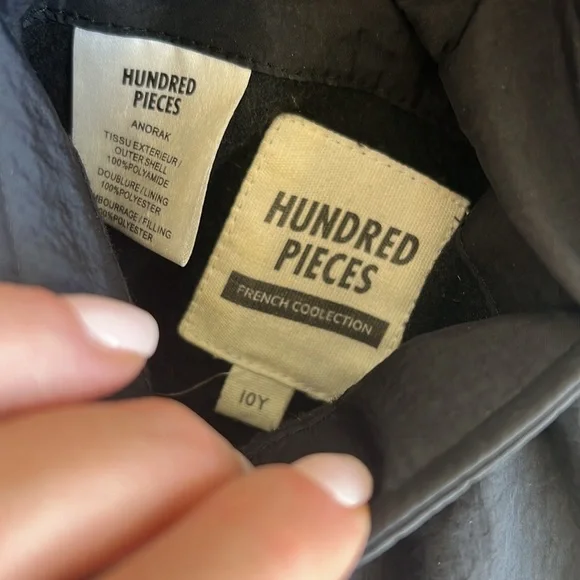 HUNDRED
PIECES
ANORAK
TISSU EXTERIEUR/
OUTER SHELL
100%POLYAMIDE
DOUBLURE/LINING
100%POLYESTER
MBOURRAGE/FILLING
100%POLYESTER
HUNDRED
PIECES
FRENCH COOLECTION
10Y